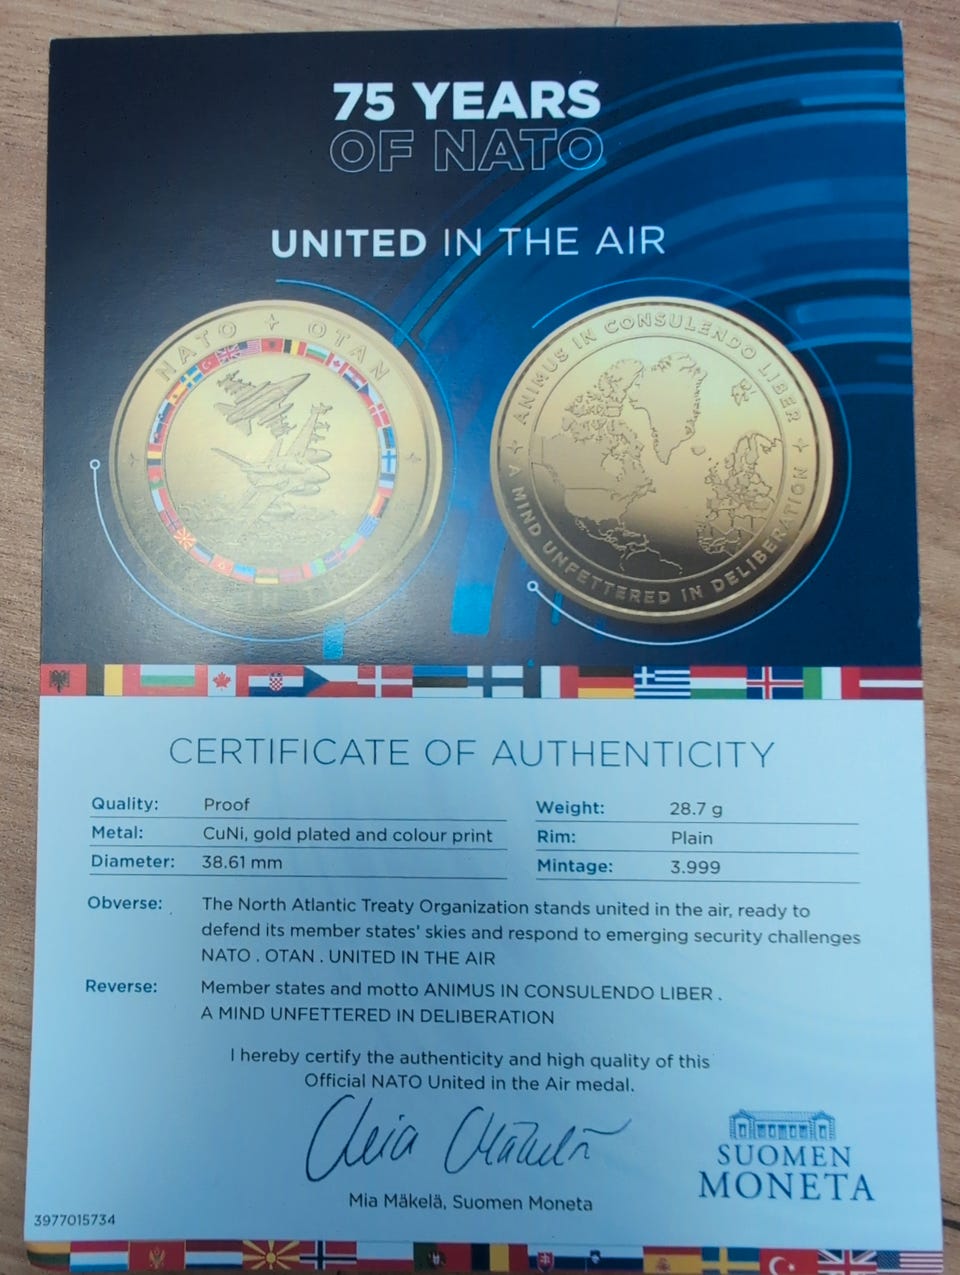 75 YEARS
OF NATO
UNITED IN THE AIR
NATO ✦ OTAN
ANIMUS IN CONSULENDO LIBER
A MIND UNFETTERED IN DELIBERATION
CERTIFICATE OF AUTHENTICITY
Quality: Proof
Metal: CuNi, gold plated and colour print
Diameter: 38.61 mm
Weight: 28.7 g
Rim: Plain
Mintage: 3.999
Obverse: The North Atlantic Treaty Organization stands united in the air, ready to
defend its member states' skies and respond to emerging security challenges
NATO . OTAN . UNITED IN THE AIR
Reverse: Member states and motto ANIMUS IN CONSULENDO LIBER .
A MIND UNFETTERED IN DELIBERATION
I hereby certify the authenticity and high quality of this
Official NATO United in the Air medal.
Mia Mäkelä
Mia Mäkelä, Suomen Moneta
SUOMEN
MONETA
3977015734